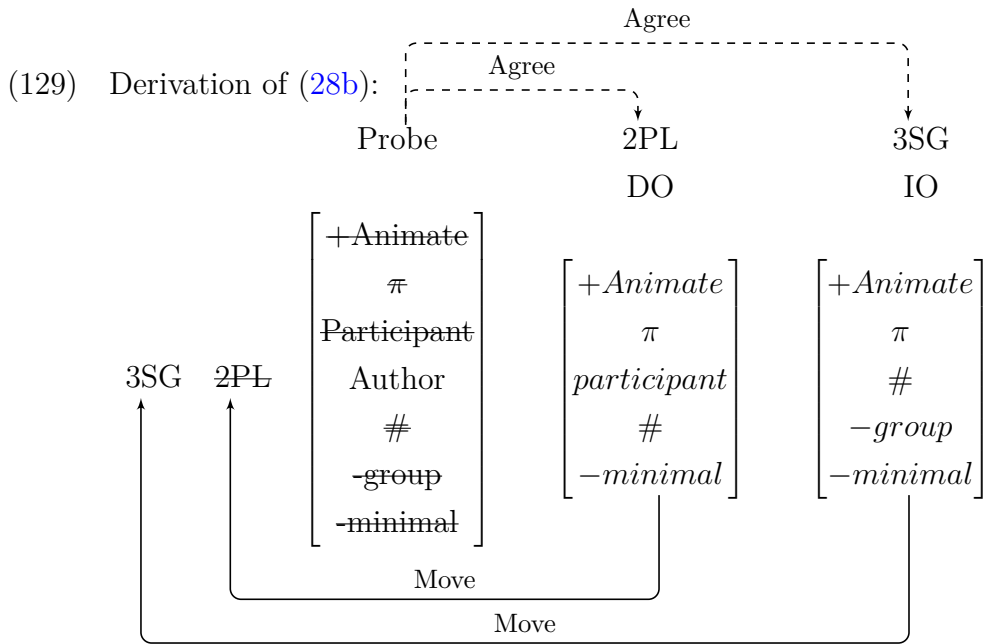 Agree
(129) Derivation of (28b):
Agree
Probe 2PL 3SG
DO IO
+Animate
π
Participant
Author
#
-group
-minimal
+Animate
π
participant
#
−minimal
+Animate
π
#
−group
−minimal
3SG 2PL
Move
Move